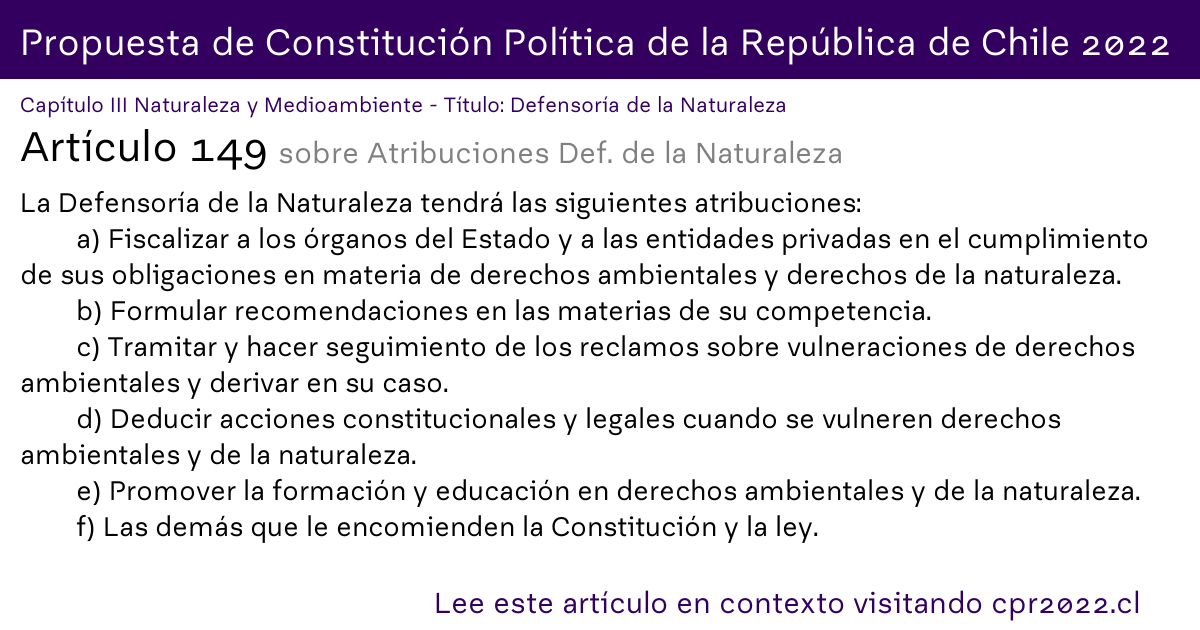 Propuesta de Constitución Política de la República de Chile 2022
Capítulo III Naturaleza y Medioambiente - Título: Defensoría de la Naturaleza
Artículo 149 sobre Atribuciones Def. de la Naturaleza
La Defensoría de la Naturaleza tendrá las siguientes atribuciones:
a) Fiscalizar a los órganos del Estado y a las entidades privadas en el cumplimiento
de sus obligaciones en materia de derechos ambientales y derechos de la naturaleza.
b) Formular recomendaciones en las materias de su competencia.
c) Tramitar y hacer seguimiento de los reclamos sobre vulneraciones de derechos
ambientales y derivar en su caso.
d) Deducir acciones constitucionales y legales cuando se vulneren derechos
ambientales y de la naturaleza.
e) Promover la formación y educación en derechos ambientales y de la naturaleza.
f) Las demás que le encomienden la Constitución y la ley.
Lee este artículo en contexto visitando cpr2022.cl